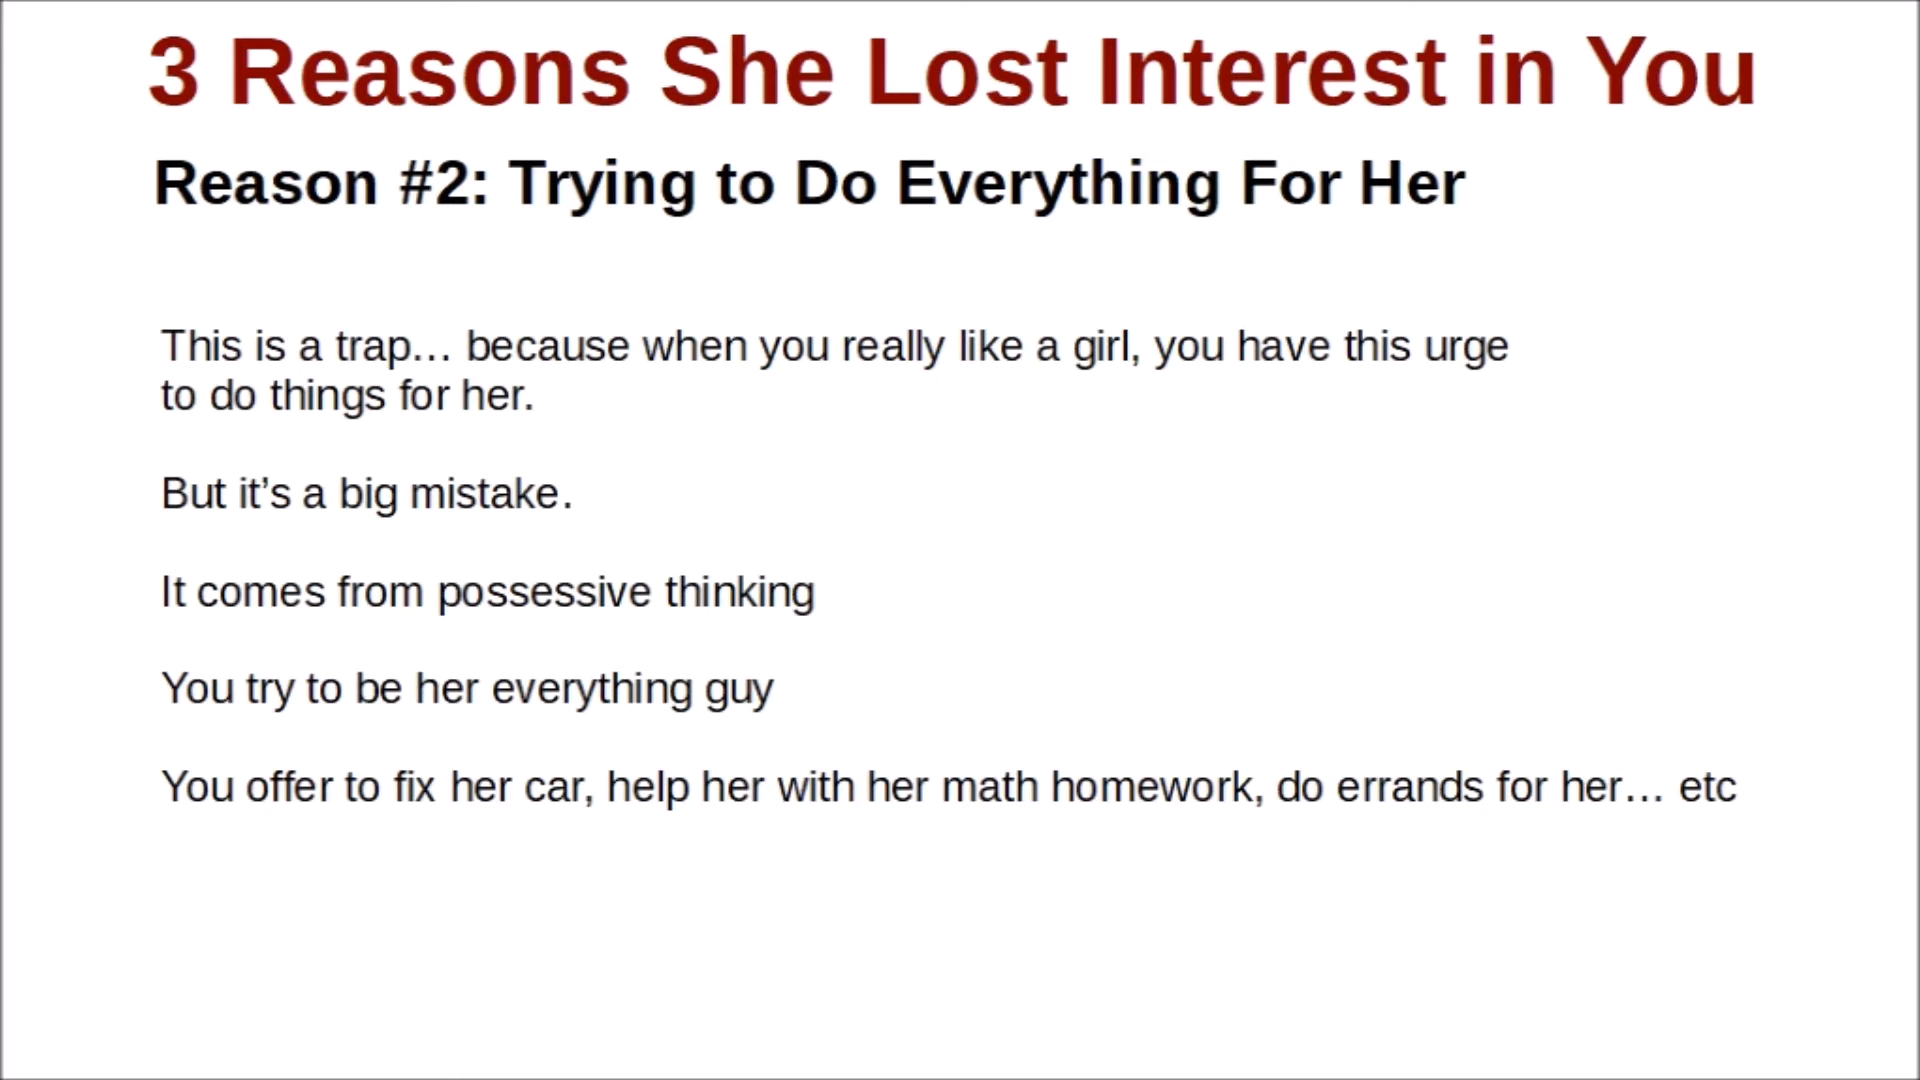 3 Reasons She Lost Interest in You
Reason #2: Trying to Do Everything For Her
This is a trap… because when you really like a girl, you have this urge
to do things for her.
But it’s a big mistake.
It comes from possessive thinking
You try to be her everything guy
You offer to fix her car, help her with her math homework, do errands for her… etc